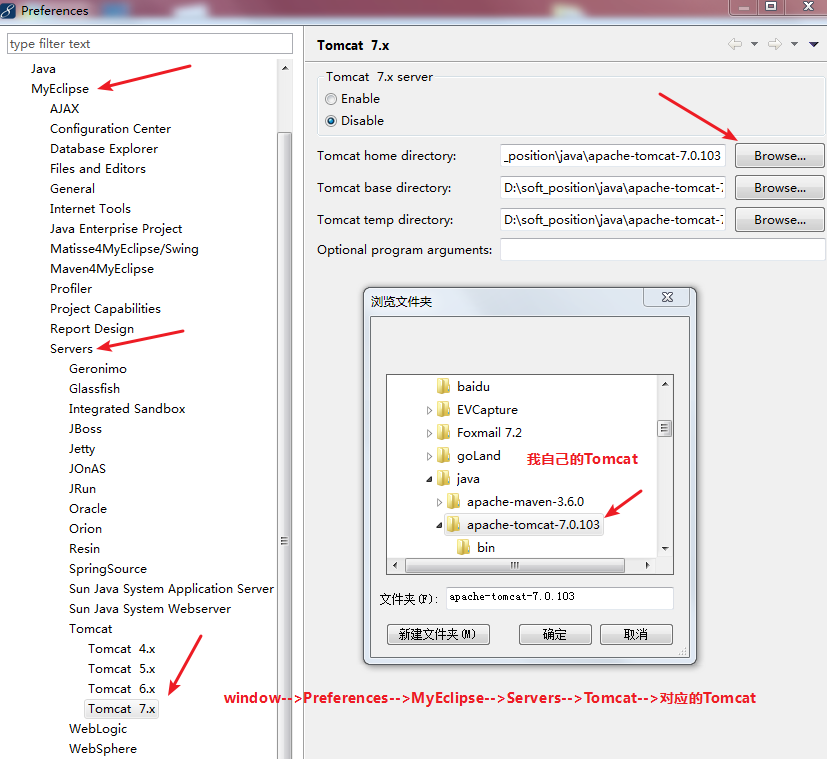 Preferences
type filter text
Java
MyEclipse
AJAX
Configuration Center
Database Explorer
Files and Editors
General
Internet Tools
Java Enterprise Project
Matisse4MyEclipse/Swing
Maven4MyEclipse
Profiler
Project Capabilities
Report Design
Servers
Geronimo
Glassfish
Integrated Sandbox
JBoss
Jetty
JOnAS
JRun
Oracle
Orion
Resin
SpringSource
Sun Java System Application Server
Sun Java System Webserver
Tomcat
Tomcat 4.x
Tomcat 5.x
Tomcat 6.x
Tomcat 7.x
WebLogic
WebSphere
Tomcat 7.x
Tomcat 7.x server
Enable
Disable
Tomcat home directory: _position\java\apache-tomcat-7.0.103 Browse...
Tomcat base directory: D:\soft_position\java\apache-tomcat-7 Browse...
Tomcat temp directory: D:\soft_position\java\apache-tomcat-7 Browse...
Optional program arguments:
浏览文件夹
baidu
EVCapture
Foxmail 7.2
goLand
我自己的Tomcat
java
apache-maven-3.6.0
apache-tomcat-7.0.103
bin
文件夹(F): apache-tomcat-7.0.103
新建文件夹(M) 确定 取消
window-->Preferences-->MyEclipse-->Servers-->Tomcat-->对应的Tomcat